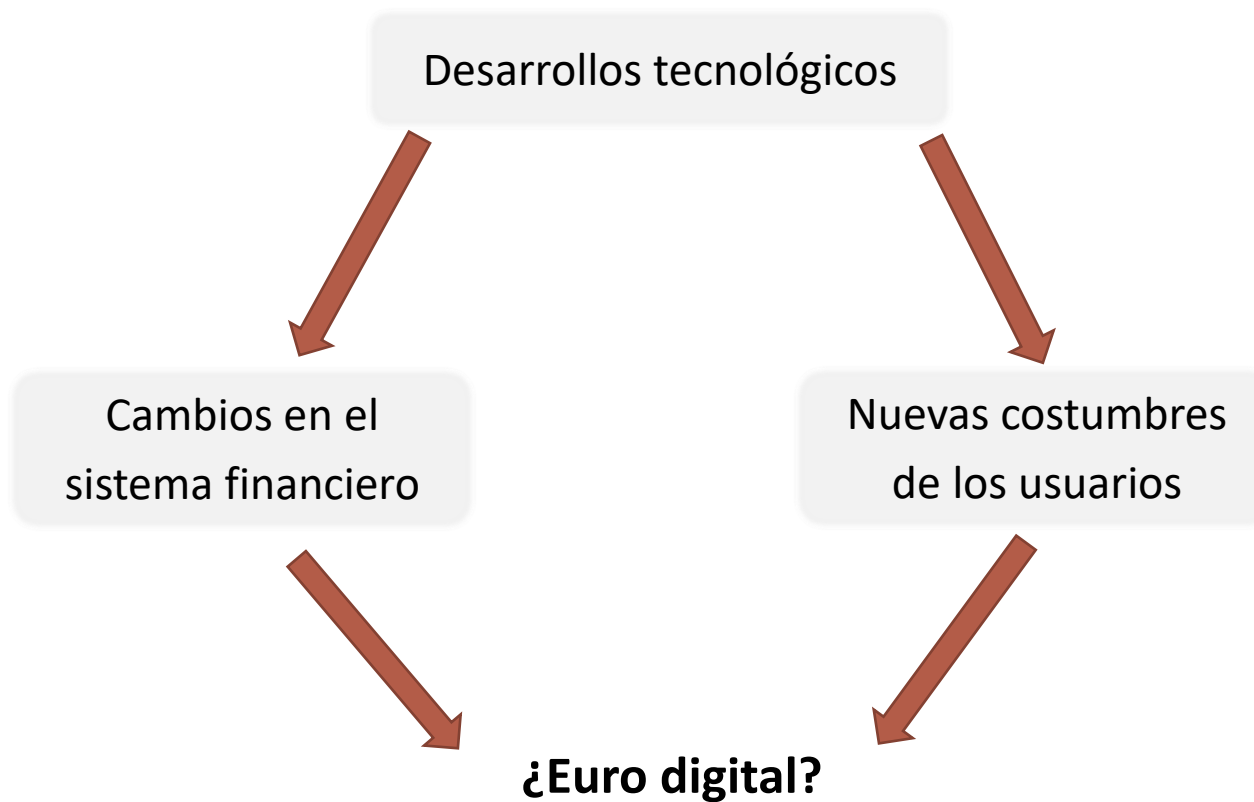 Desarrollos tecnológicos
Cambios en el
sistema financiero
Nuevas costumbres
de los usuarios
¿Euro digital?